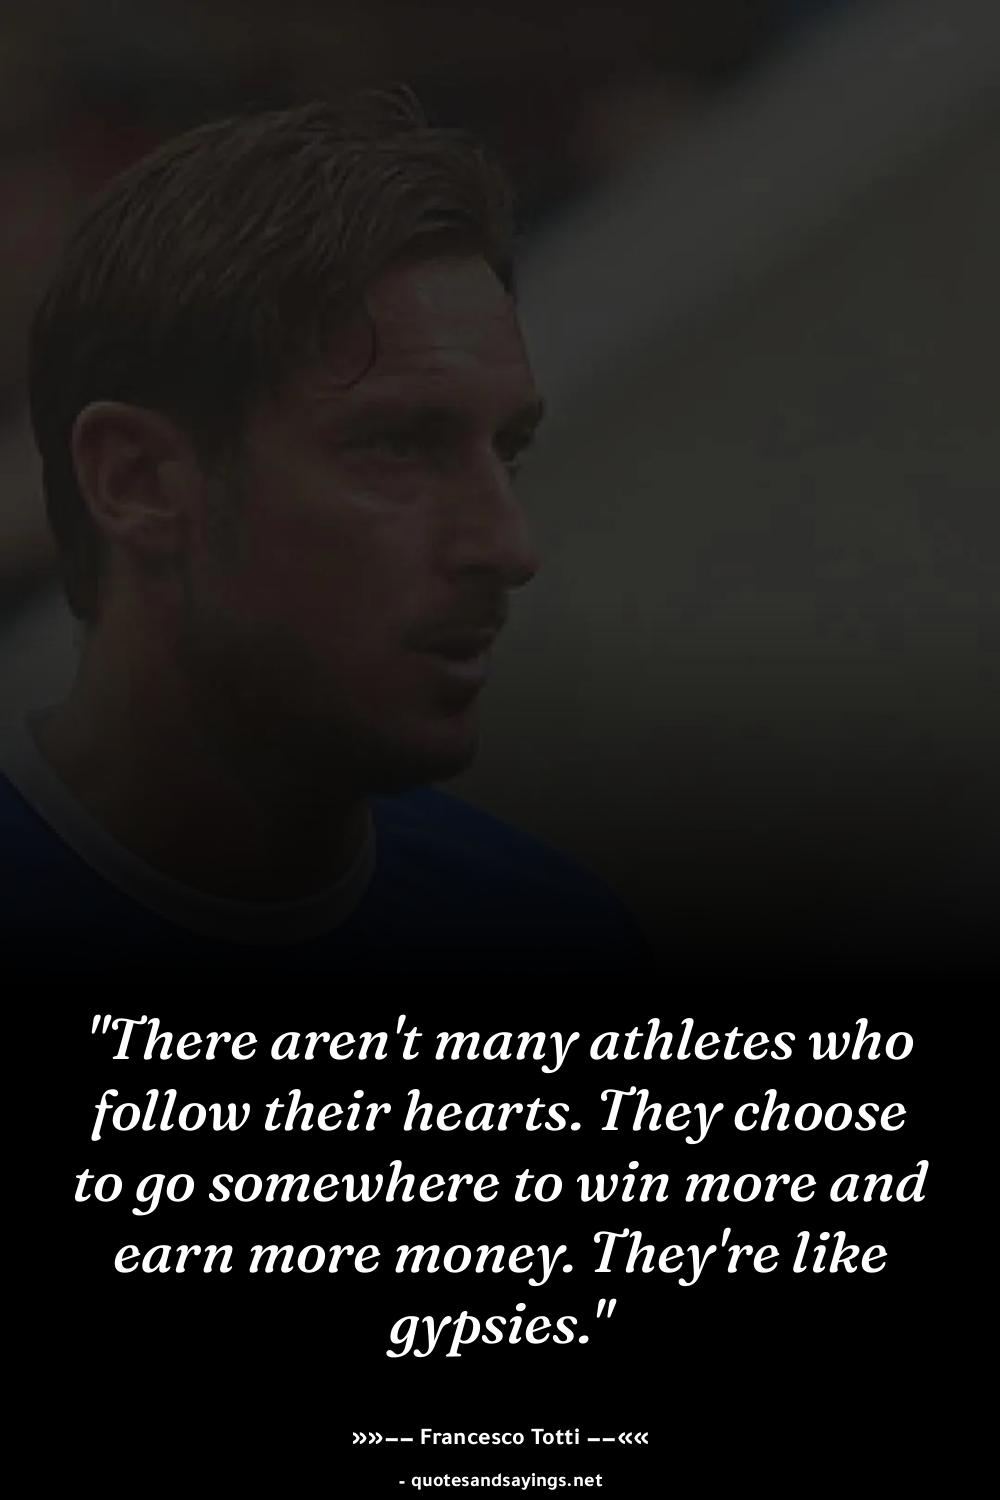 "There aren't many athletes who
follow their hearts. They choose
to go somewhere to win more and
earn more money. They're like
gypsies."
»»-- Francesco Totti --««
- quotesandsayings.net